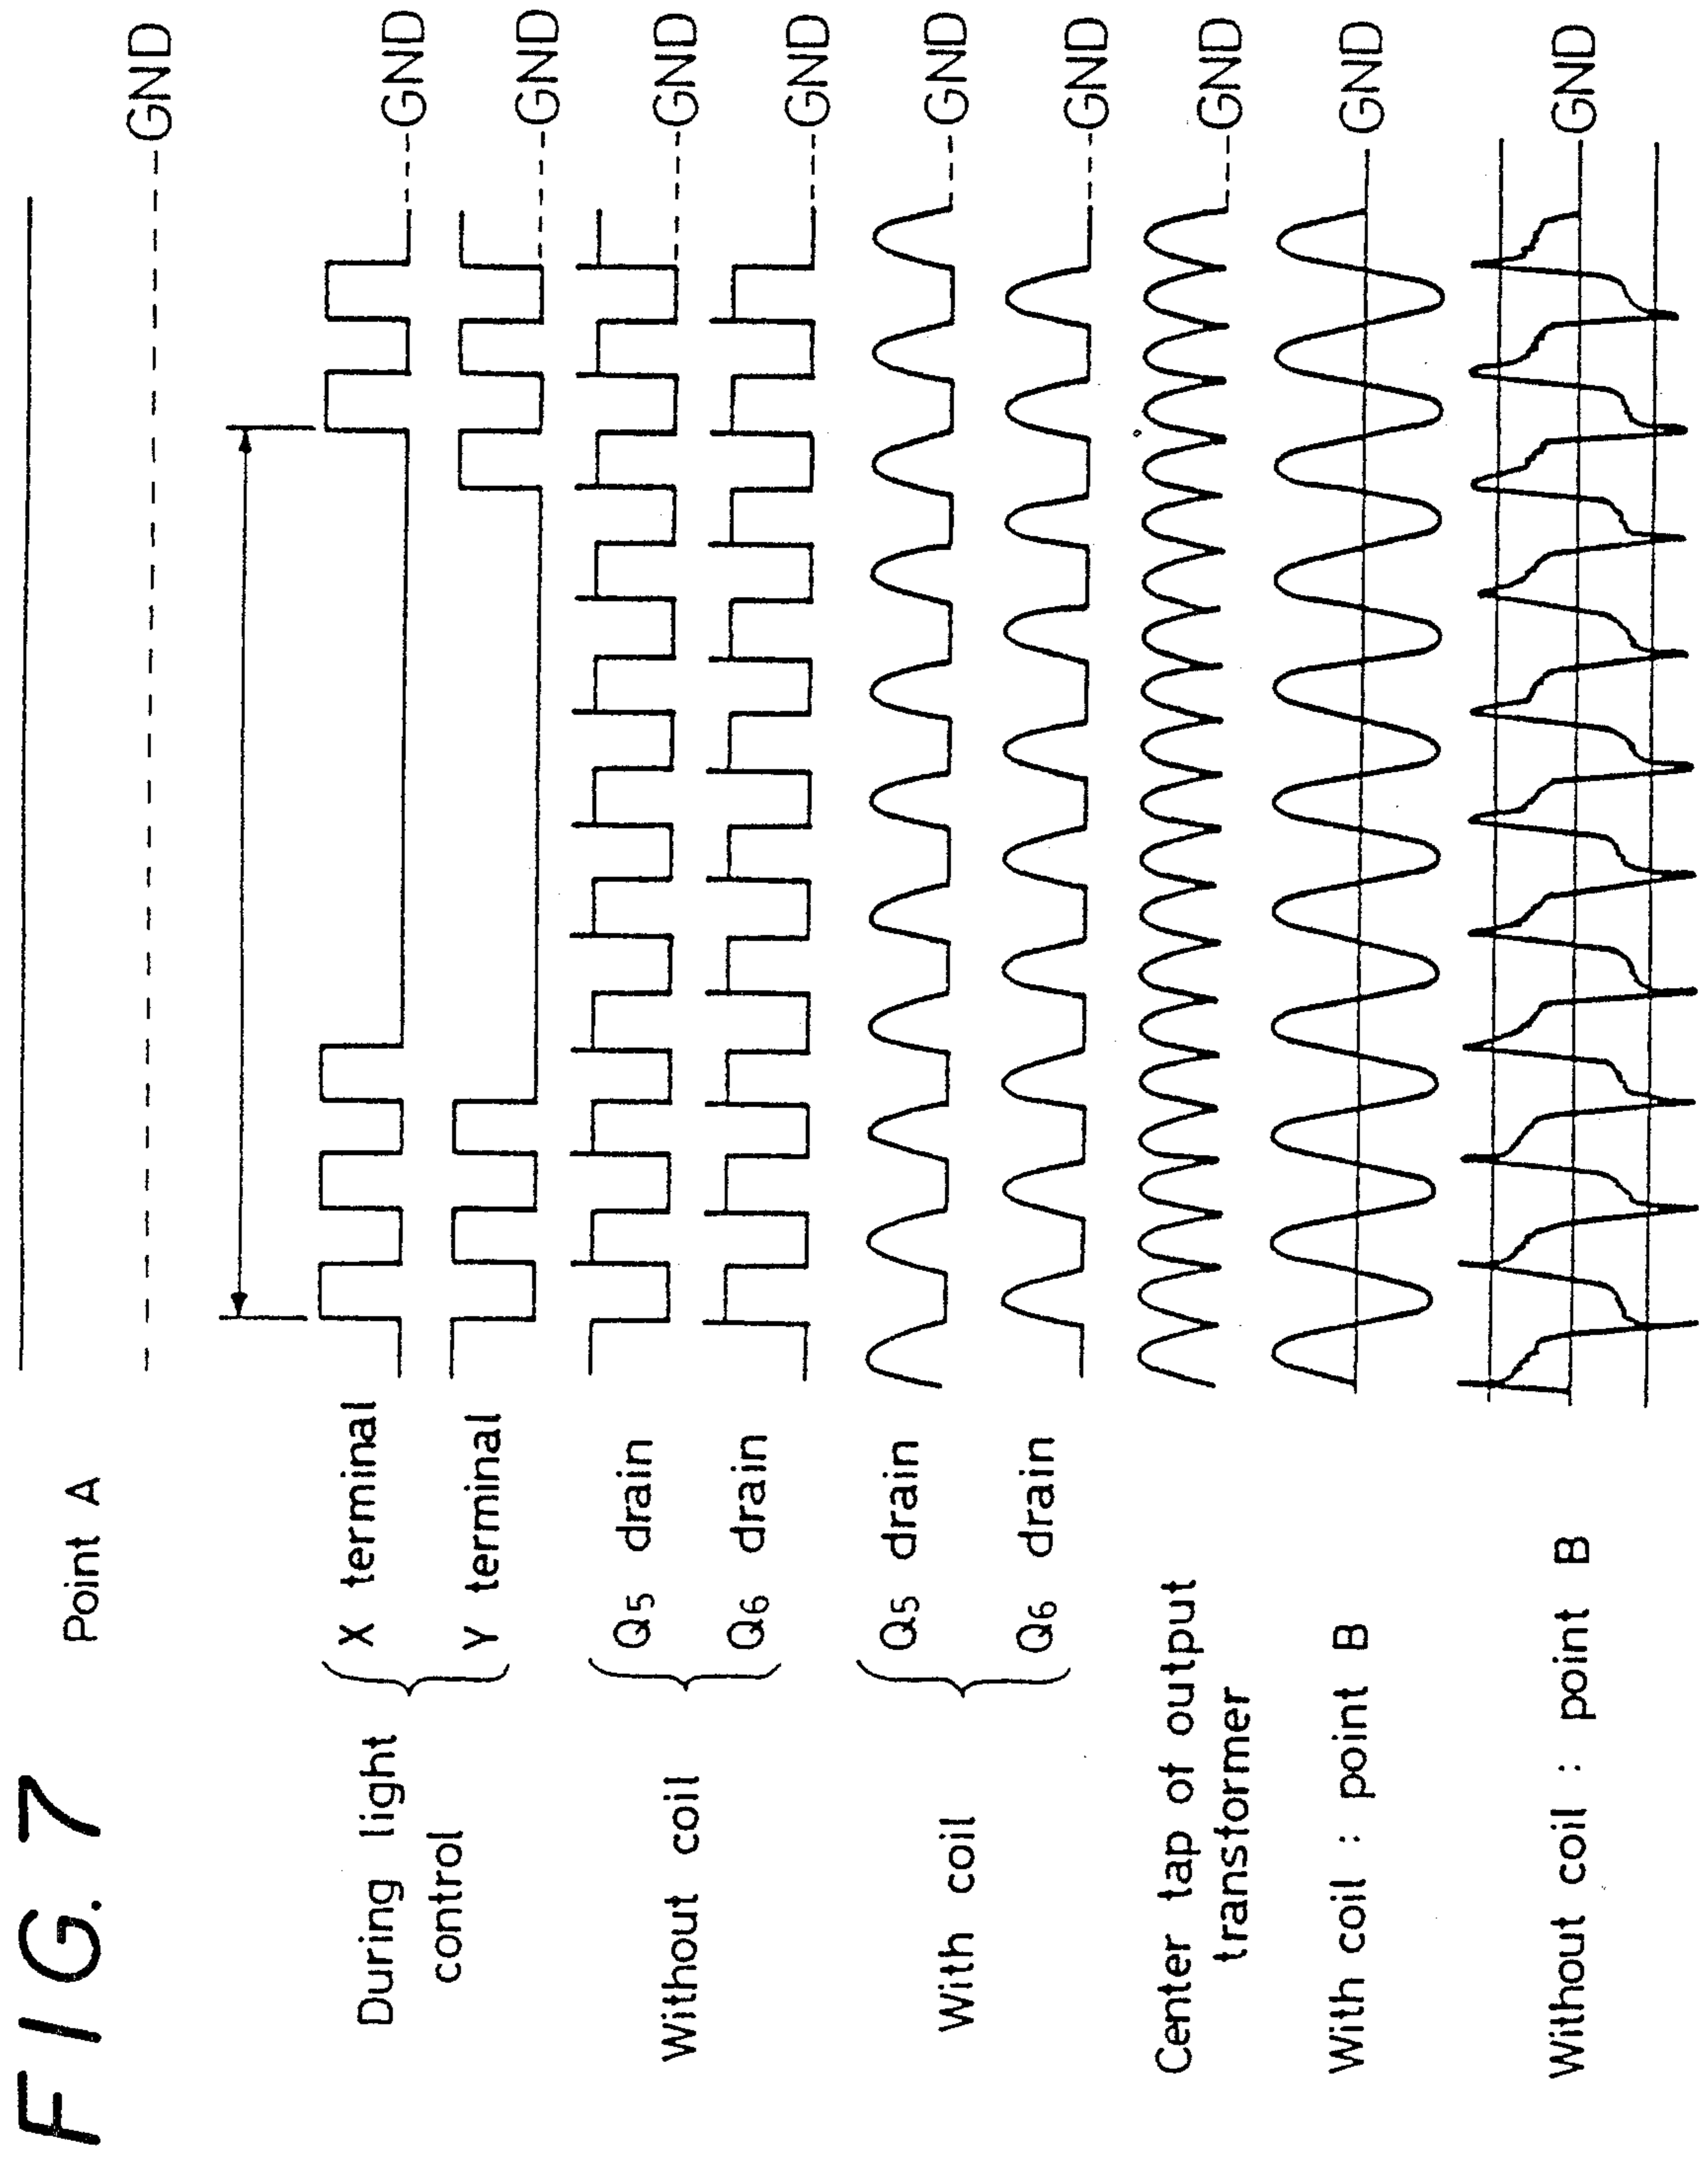 FIG. 7
Point A
GND
During light
control
X terminal
GND
Y terminal
GND
Without coil
Q5 drain
GND
Q6 drain
GND
With coil
Q5 drain
GND
Q6 drain
GND
Center tap of output
transtormer
GND
With coil : point B
GND
Without coil : point B
GND